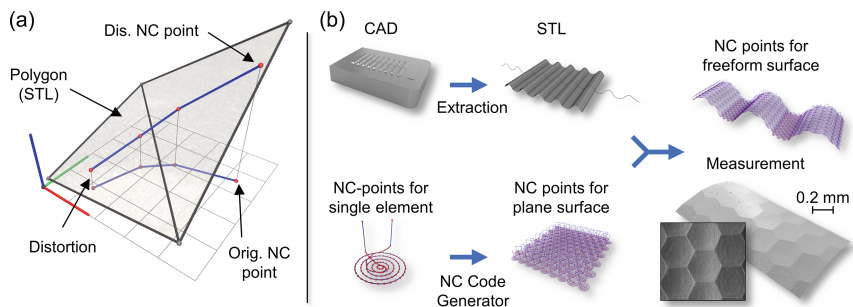 (a)
Dis. NC point
Polygon
(STL)
Distortion
Orig. NC
point
(b)
CAD
STL
Extraction
NC points for
freeform surface
NC-points for
single element
NC points for
plane surface
NC Code
Generator
Measurement
0.2 mm